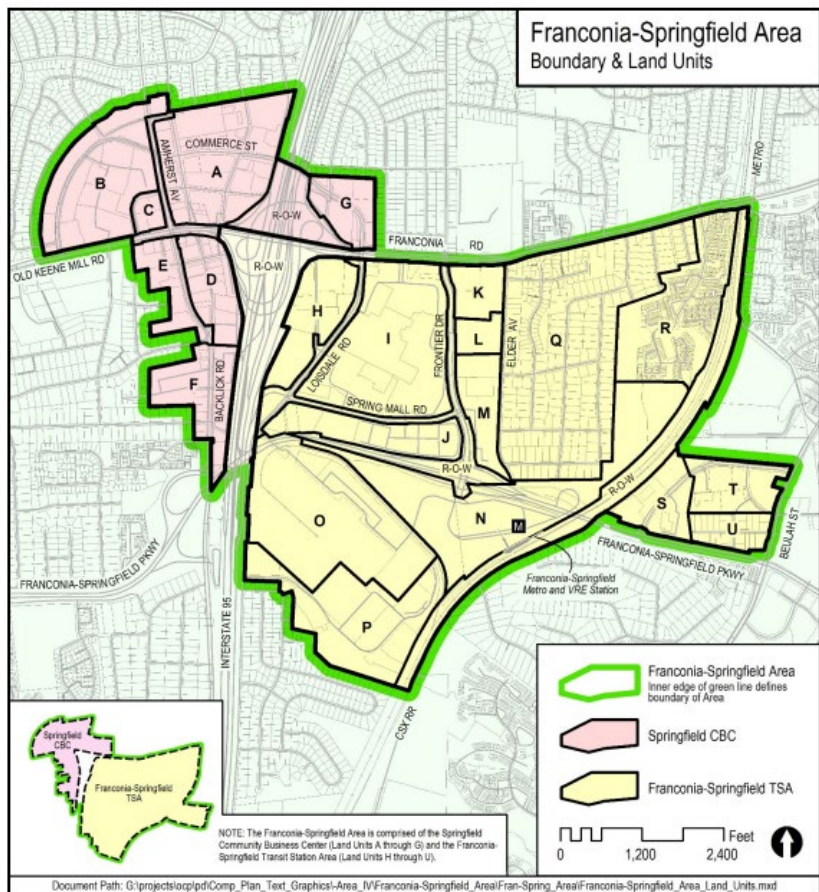 Franconia-Springfield Area
Boundary & Land Units
METRO
COMMERCE ST
AMHERST AV
A
B
C
G
R-O-W
FRANCONIA RD
OLD KEENE MILL RD
E
D
R-O-W
K
H
I
FRONTIER DR
ELDER AV
Q
R
L
LOISDALE RD
F
BACKLICK RD
SPRING MALL RD
M
J
R-O-W
R-O-W
S
T
U
O
N
M
BEULAH ST
FRANCONIA-SPRINGFIELD PKWY
FRANCONIA-SPRINGFIELD PKWY
Franconia-Springfield
Metro and VRE Station
P
INTERSTATE 95
CSX RR
Franconia-Springfield Area
Inner edge of green line defines
boundary of Area
Springfield CBC
Franconia-Springfield TSA
Feet
0 1,200 2,400
Springfield
CBC
Franconia-Springfield
TSA
NOTE: The Franconia-Springfield Area is comprised of the Springfield
Community Business Center (Land Units A through G) and the Franconia-
Springfield Transit Station Area (Land Units H through U).
Document Path: G:\projects\ocp\pd\Comp_Plan_Text_Graphics\-Area_IV\Franconia-Springfield_Area\Fran-Spring_Area\Franconia-Springfield_Area_Land_Units.mxd